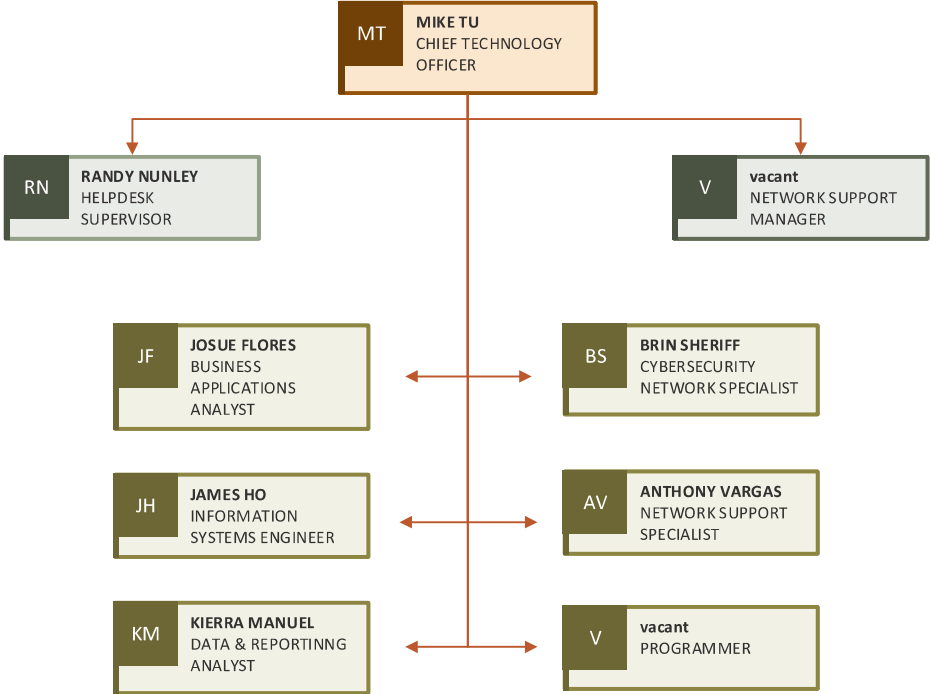 MT
MIKE TU
CHIEF TECHNOLOGY
OFFICER
RN
RANDY NUNLEY
HELPDESK
SUPERVISOR
V
vacant
NETWORK SUPPORT
MANAGER
JF
JOSUE FLORES
BUSINESS
APPLICATIONS
ANALYST
BS
BRIN SHERIFF
CYBERSECURITY
NETWORK SPECIALIST
JH
JAMES HO
INFORMATION
SYSTEMS ENGINEER
AV
ANTHONY VARGAS
NETWORK SUPPORT
SPECIALIST
KM
KIERRA MANUEL
DATA & REPORTINNG
ANALYST
V
vacant
PROGRAMMER